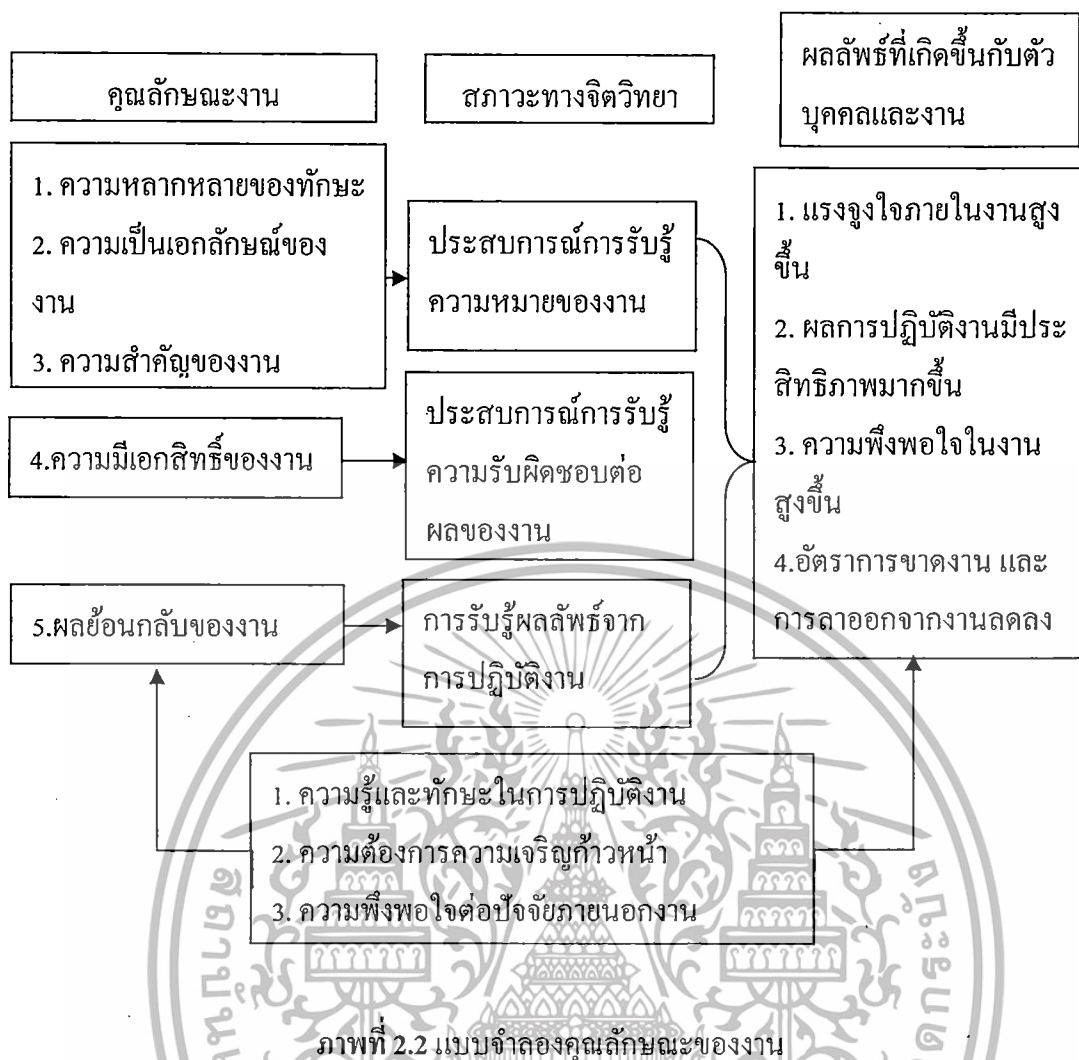 คุณลักษณะงาน
สภาวะทางจิตวิทยา
ผลลัพธ์ที่เกิดขึ้นกับตัว
บุคคลและงาน
1. ความหลากหลายของทักษะ
2. ความเป็นเอกลักษณ์ของ
งาน
3. ความสำคัญของงาน
4.ความมีเอกสิทธิ์ของงาน
5.ผลย้อนกลับของงาน
ประสบการณ์การรับรู้
ความหมายของงาน
ประสบการณ์การรับรู้
ความรับผิดชอบต่อ
ผลของงาน
การรับรู้ผลลัพธ์จาก
การปฏิบัติงาน
1. แรงจูงใจภายในงานสูง
ขึ้น
2. ผลการปฏิบัติงานมีประ
สิทธิภาพมากขึ้น
3. ความพึงพอใจในงาน
สูงขึ้น
4.อัตราการขาดงาน และ
การลาออกจากงานลดลง
1. ความรู้และทักษะในการปฏิบัติงาน
2. ความต้องการความเจริญก้าวหน้า
3. ความพึงพอใจต่อปัจจัยภายนอกงาน
ภาพที่ 2.2 แบบจำลองคุณลักษณะของงาน